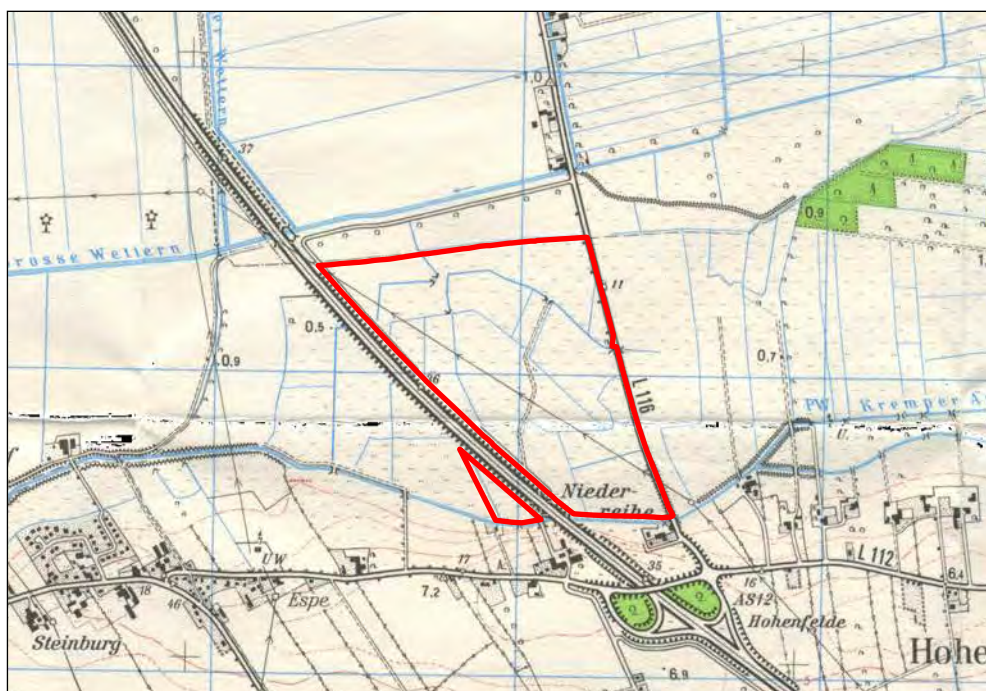 Wettern
-1,0
37
0.9
A
A
rosse Wettern
11
0.5
0,9
46
0,7
L 116
PW Kremper A
U.
Nieder-
reihe
L 112
UW
17
A.
35
16
6,4
18
46
Espe
7.2
AS12
Hohenfelde
Steinburg
Hohe
6.9
5